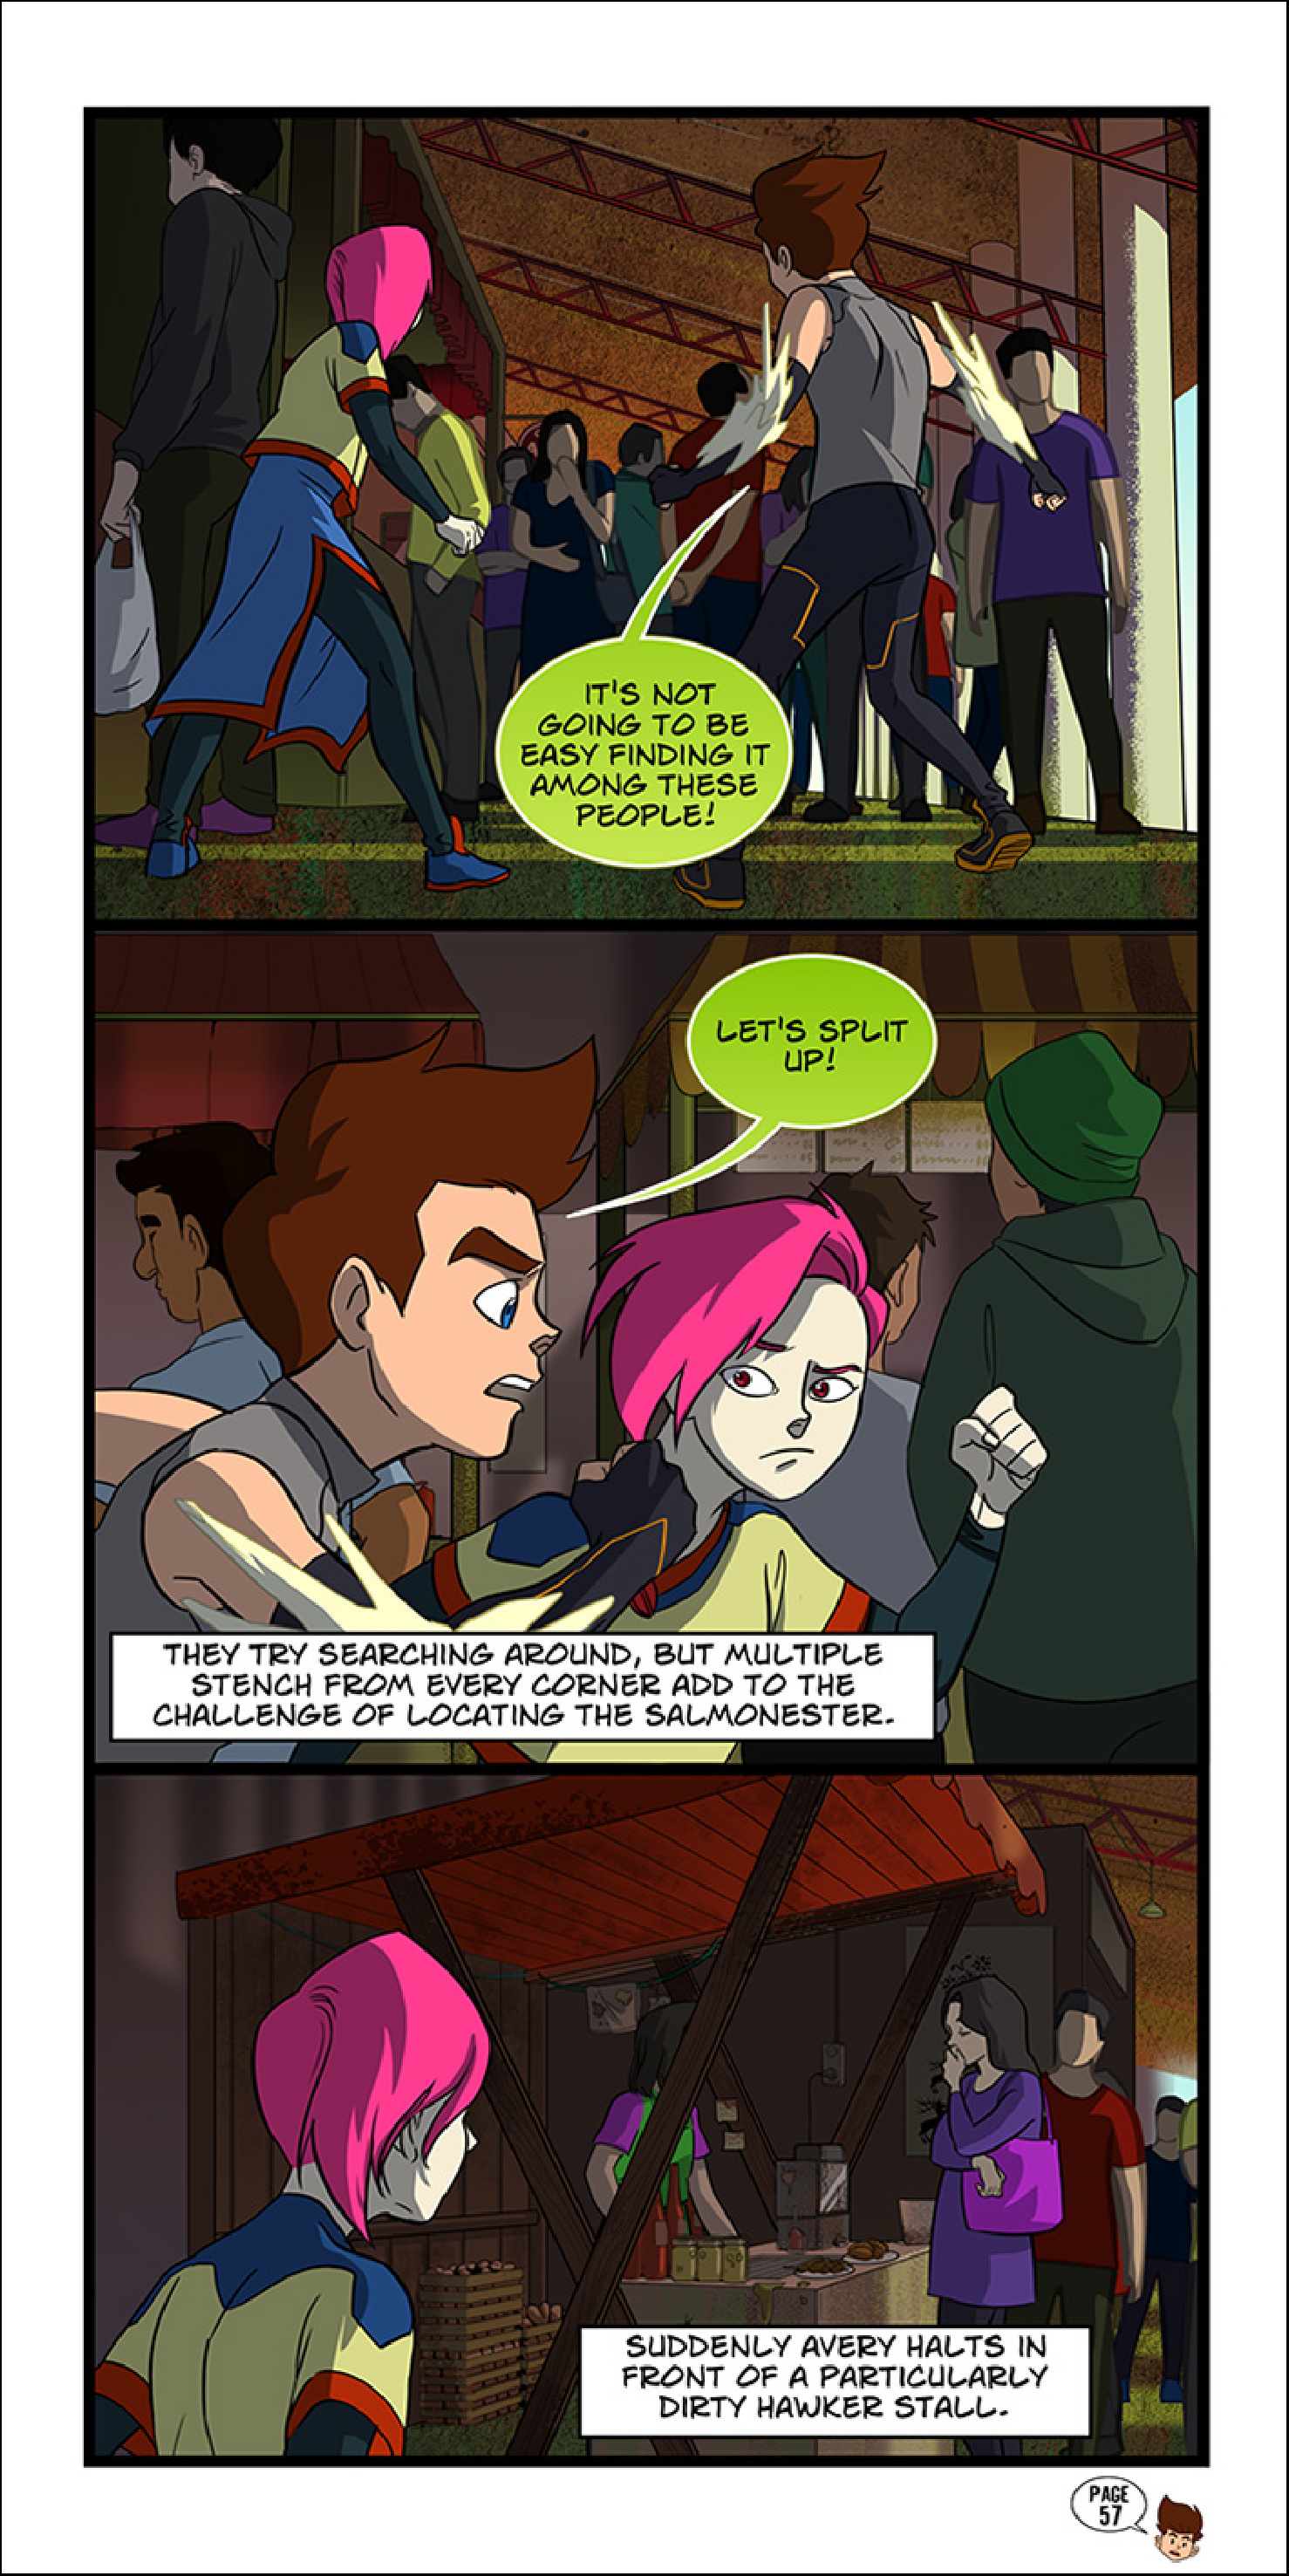 IT'S NOT
GOING TO BE
EASY FINDING IT
AMONG THESE
PEOPLE!
LET'S SPLIT
UP!
THEY TRY SEARCHING AROUND, BUT MULTIPLE
STENCH FROM EVERY CORNER ADD TO THE
CHALLENGE OF LOCATING THE SALMONESTER.
SUDDENLY AVERY HALTS IN
FRONT OF A PARTICULARLY
DIRTY HAWKER STALL.
PAGE
57